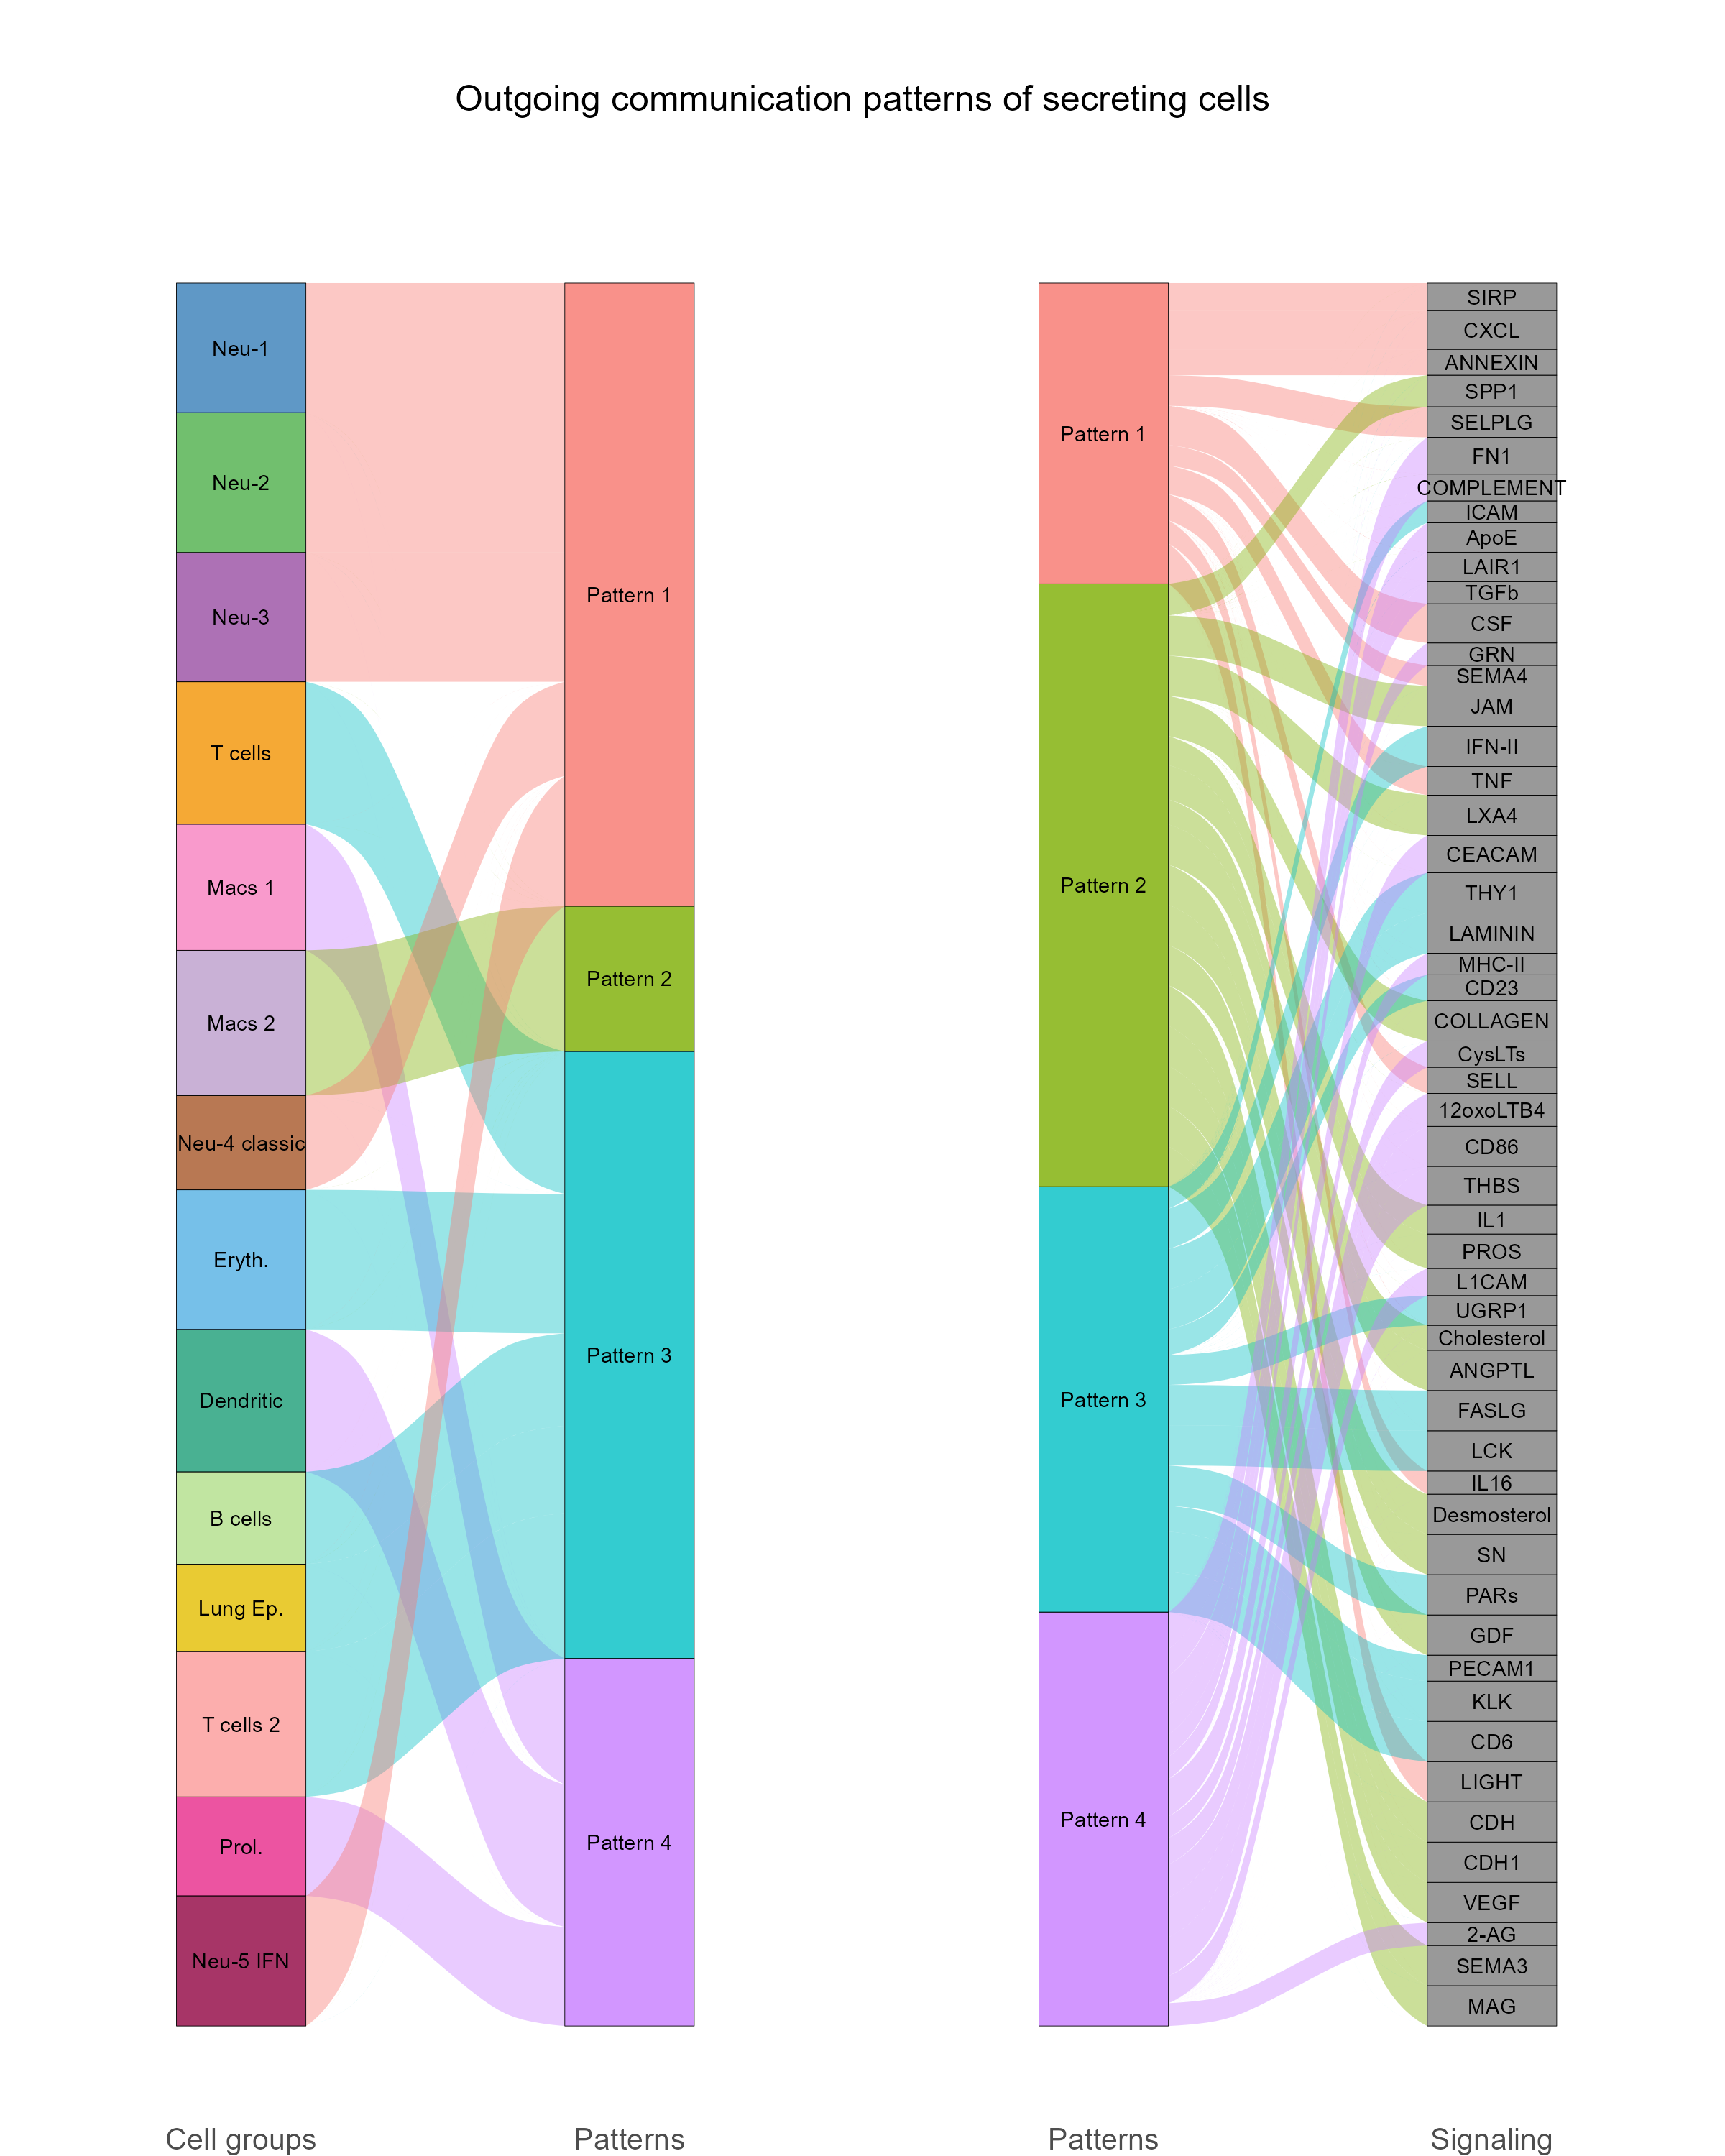 Outgoing communication patterns of secreting cells
Neu-1
Neu-2
Neu-3
T cells
Macs 1
Macs 2
Neu-4 classic
Eryth.
Dendritic
B cells
Lung Ep.
T cells 2
Prol.
Neu-5 IFN
Pattern 1
Pattern 2
Pattern 3
Pattern 4
Pattern 1
Pattern 2
Pattern 3
Pattern 4
SIRP
CXCL
ANNEXIN
SPP1
SELPLG
FN1
COMPLEMENT
ICAM
ApoE
LAIR1
TGFb
CSF
GRN
SEMA4
JAM
IFN-II
TNF
LXA4
CEACAM
THY1
LAMININ
MHC-II
CD23
COLLAGEN
CysLTs
SELL
12oxoLTB4
CD86
THBS
IL1
PROS
L1CAM
UGRP1
Cholesterol
ANGPTL
FASLG
LCK
IL16
Desmosterol
SN
PARs
GDF
PECAM1
KLK
CD6
LIGHT
CDH
CDH1
VEGF
2-AG
SEMA3
MAG
Cell groups
Patterns
Patterns
Signaling